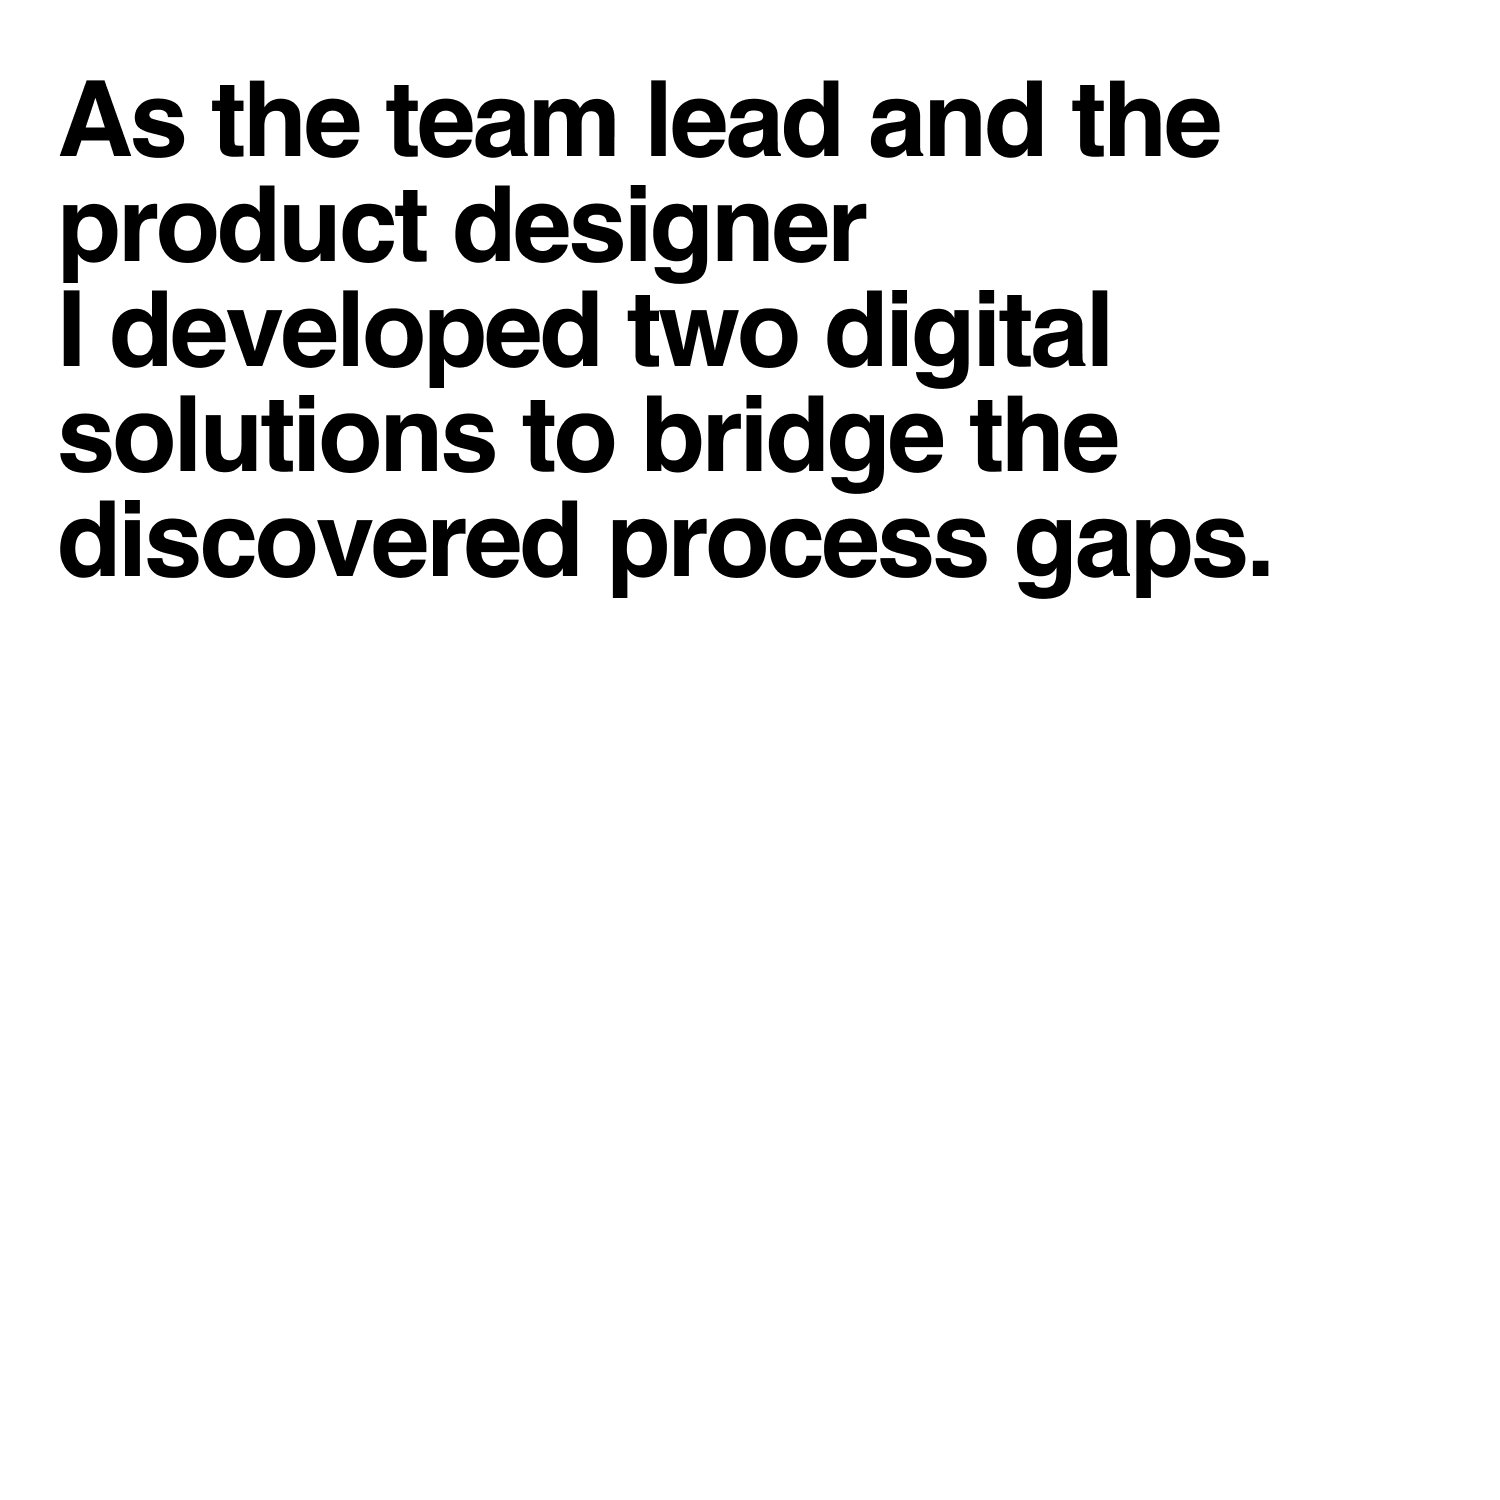 As the team lead and the
product designer
I developed two digital
solutions to bridge the
discovered process gaps.